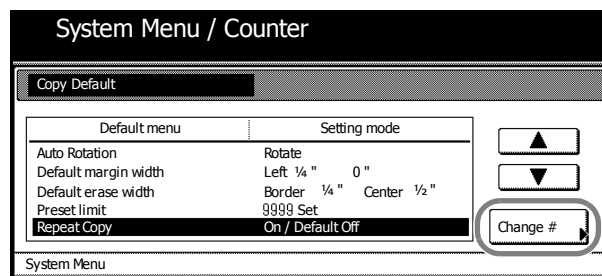 System Menu / Counter
Copy Default
Default menu Setting mode
Auto Rotation Rotate
Default margin width Left ¼ " 0 "
Default erase width Border ¼ " Center ½ "
Preset limit 9999 Set
Repeat Copy On / Default Off
Change #
System Menu